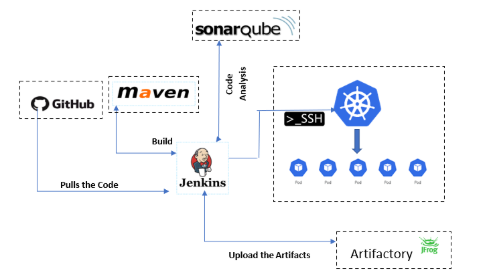 sonarqube
GitHub
maven
Code
Analysis
>_SSH
Build
Jenkins
Pulls the Code
Pod
Pod
Pod
Pod
Pod
Upload the Artifacts
Artifactory
JFrog